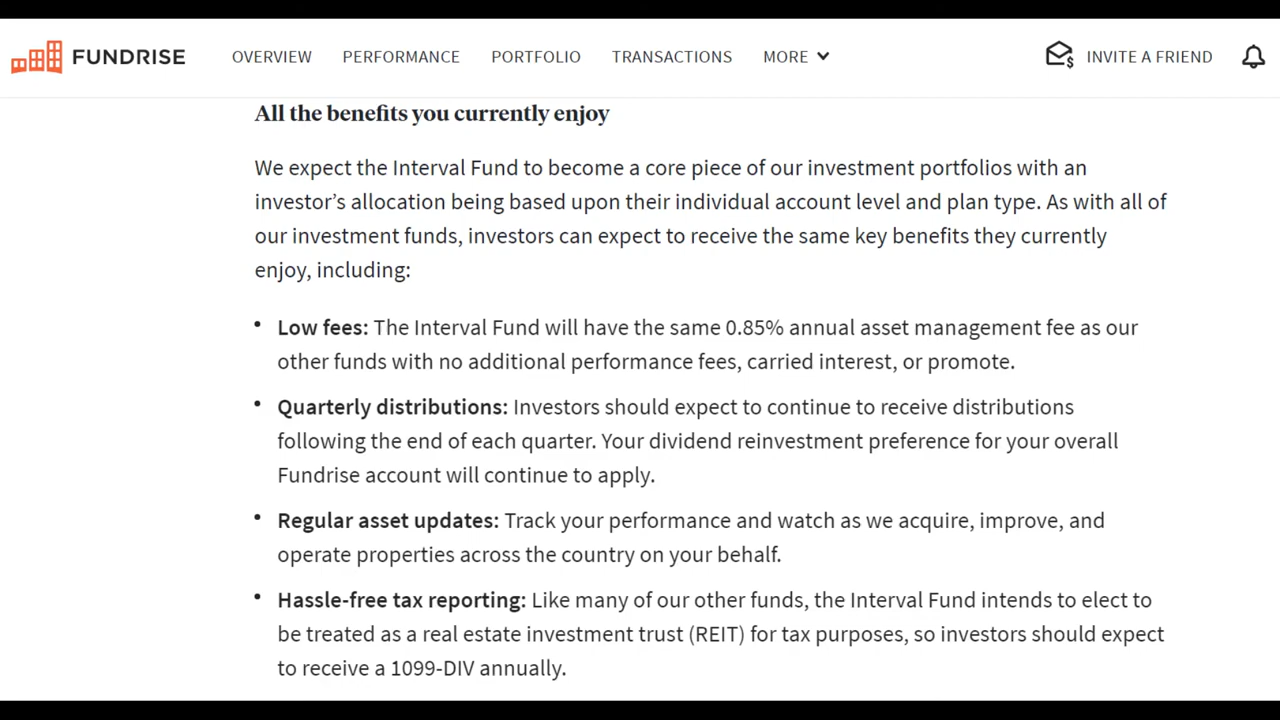 FUNDRISE OVERVIEW PERFORMANCE PORTFOLIO TRANSACTIONS MORE INVITE A FRIEND
All the benefits you currently enjoy
We expect the Interval Fund to become a core piece of our investment portfolios with an
investor’s allocation being based upon their individual account level and plan type. As with all of
our investment funds, investors can expect to receive the same key benefits they currently
enjoy, including:
• Low fees: The Interval Fund will have the same 0.85% annual asset management fee as our
other funds with no additional performance fees, carried interest, or promote.
• Quarterly distributions: Investors should expect to continue to receive distributions
following the end of each quarter. Your dividend reinvestment preference for your overall
Fundrise account will continue to apply.
• Regular asset updates: Track your performance and watch as we acquire, improve, and
operate properties across the country on your behalf.
• Hassle-free tax reporting: Like many of our other funds, the Interval Fund intends to elect to
be treated as a real estate investment trust (REIT) for tax purposes, so investors should expect
to receive a 1099-DIV annually.